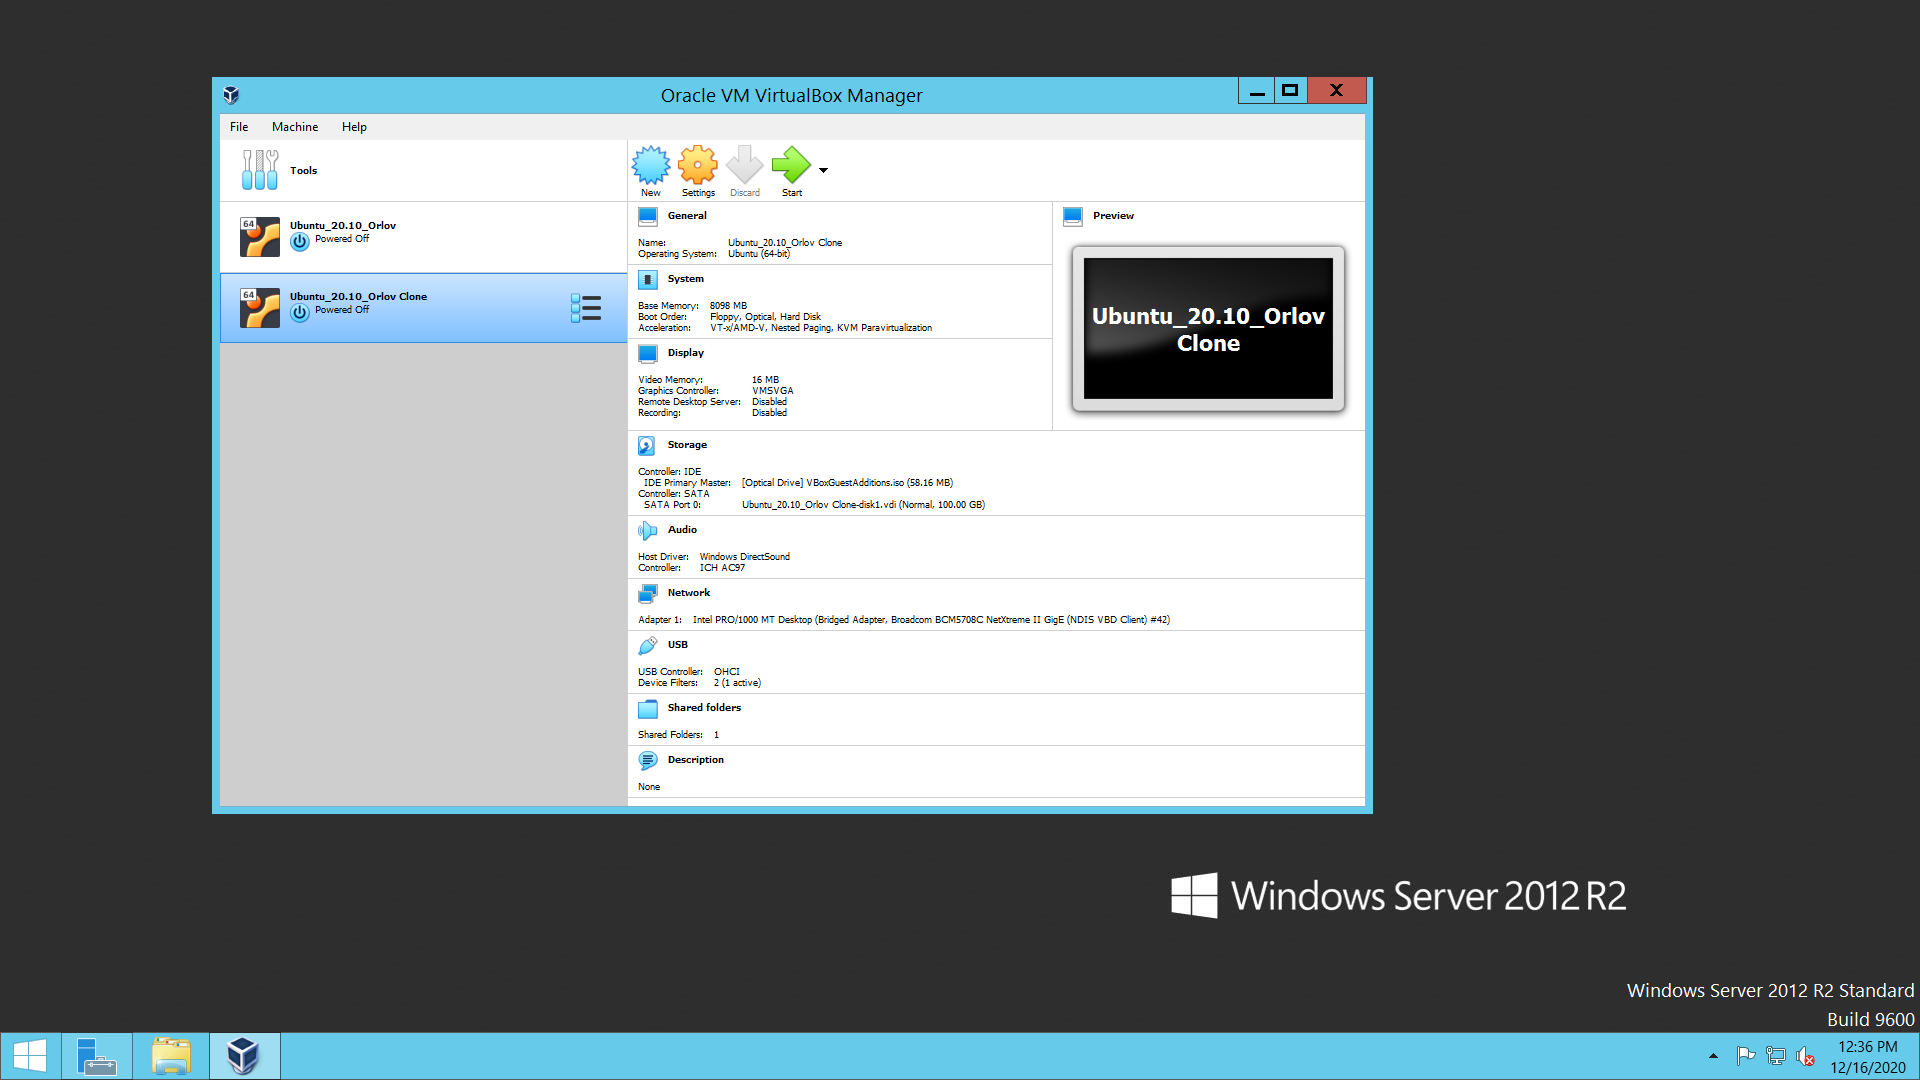 Oracle VM VirtualBox Manager
File Machine Help
Tools
New Settings Discard Start
64 Ubuntu_20.10_Orlov
Powered Off
64 Ubuntu_20.10_Orlov Clone
Powered Off
General
Name: Ubuntu_20.10_Orlov Clone
Operating System: Ubuntu (64-bit)
System
Base Memory: 8098 MB
Boot Order: Floppy, Optical, Hard Disk
Acceleration: VT-x/AMD-V, Nested Paging, KVM Paravirtualization
Display
Video Memory: 16 MB
Graphics Controller: VMSVGA
Remote Desktop Server: Disabled
Recording: Disabled
Preview
Ubuntu_20.10_Orlov
Clone
Storage
Controller: IDE
IDE Primary Master: [Optical Drive] VBoxGuestAdditions.iso (58.16 MB)
Controller: SATA
SATA Port 0: Ubuntu_20.10_Orlov Clone-disk1.vdi (Normal, 100.00 GB)
Audio
Host Driver: Windows DirectSound
Controller: ICH AC97
Network
Adapter 1: Intel PRO/1000 MT Desktop (Bridged Adapter, Broadcom BCM5708C NetXtreme II GigE (NDIS VBD Client) #42)
USB
USB Controller: OHCI
Device Filters: 2 (1 active)
Shared folders
Shared Folders: 1
Description
None
Windows Server 2012 R2
Windows Server 2012 R2 Standard
Build 9600
12:36 PM
12/16/2020